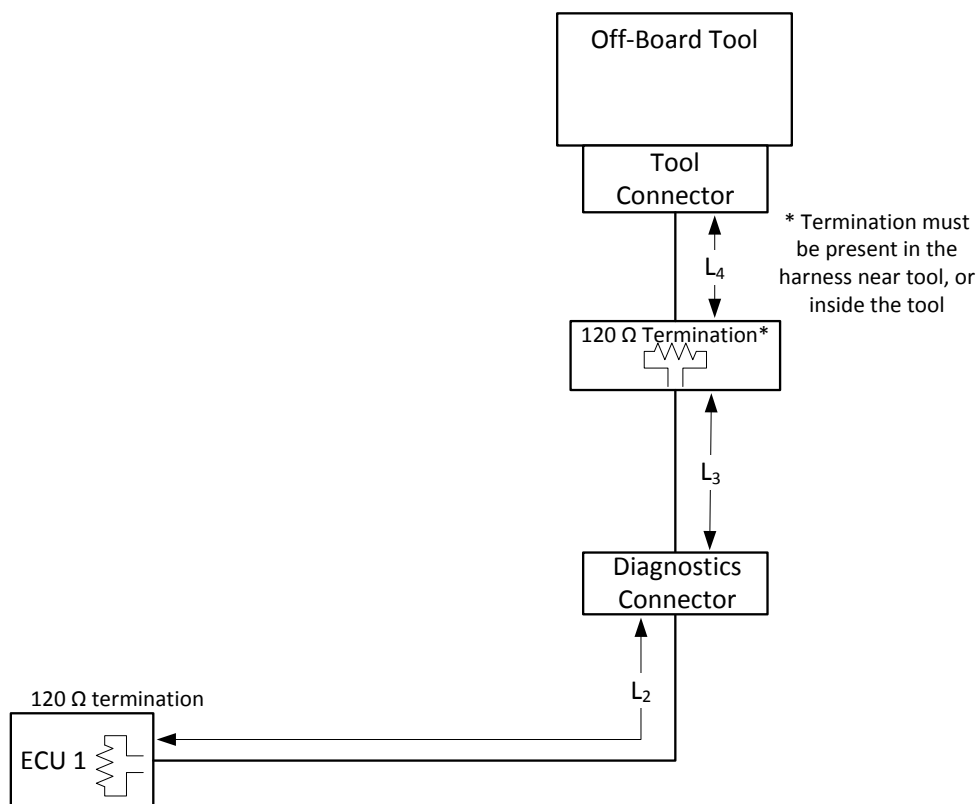 Off-Board Tool
Tool
Connector
* Termination must
be present in the
harness near tool, or
inside the tool
L₄
120 Ω Termination*
L₃
Diagnostics
Connector
L₂
120 Ω termination
ECU 1